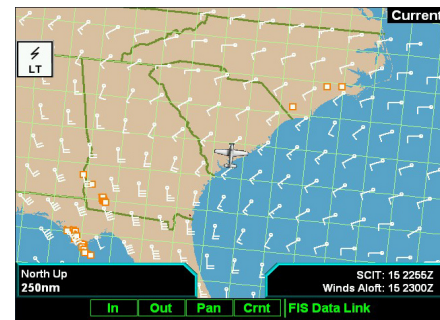 Current
LT
North Up
250nm
SCIT: 15 2255Z
Winds Aloft: 15 2300Z
In Out Pan Crnt FIS Data Link